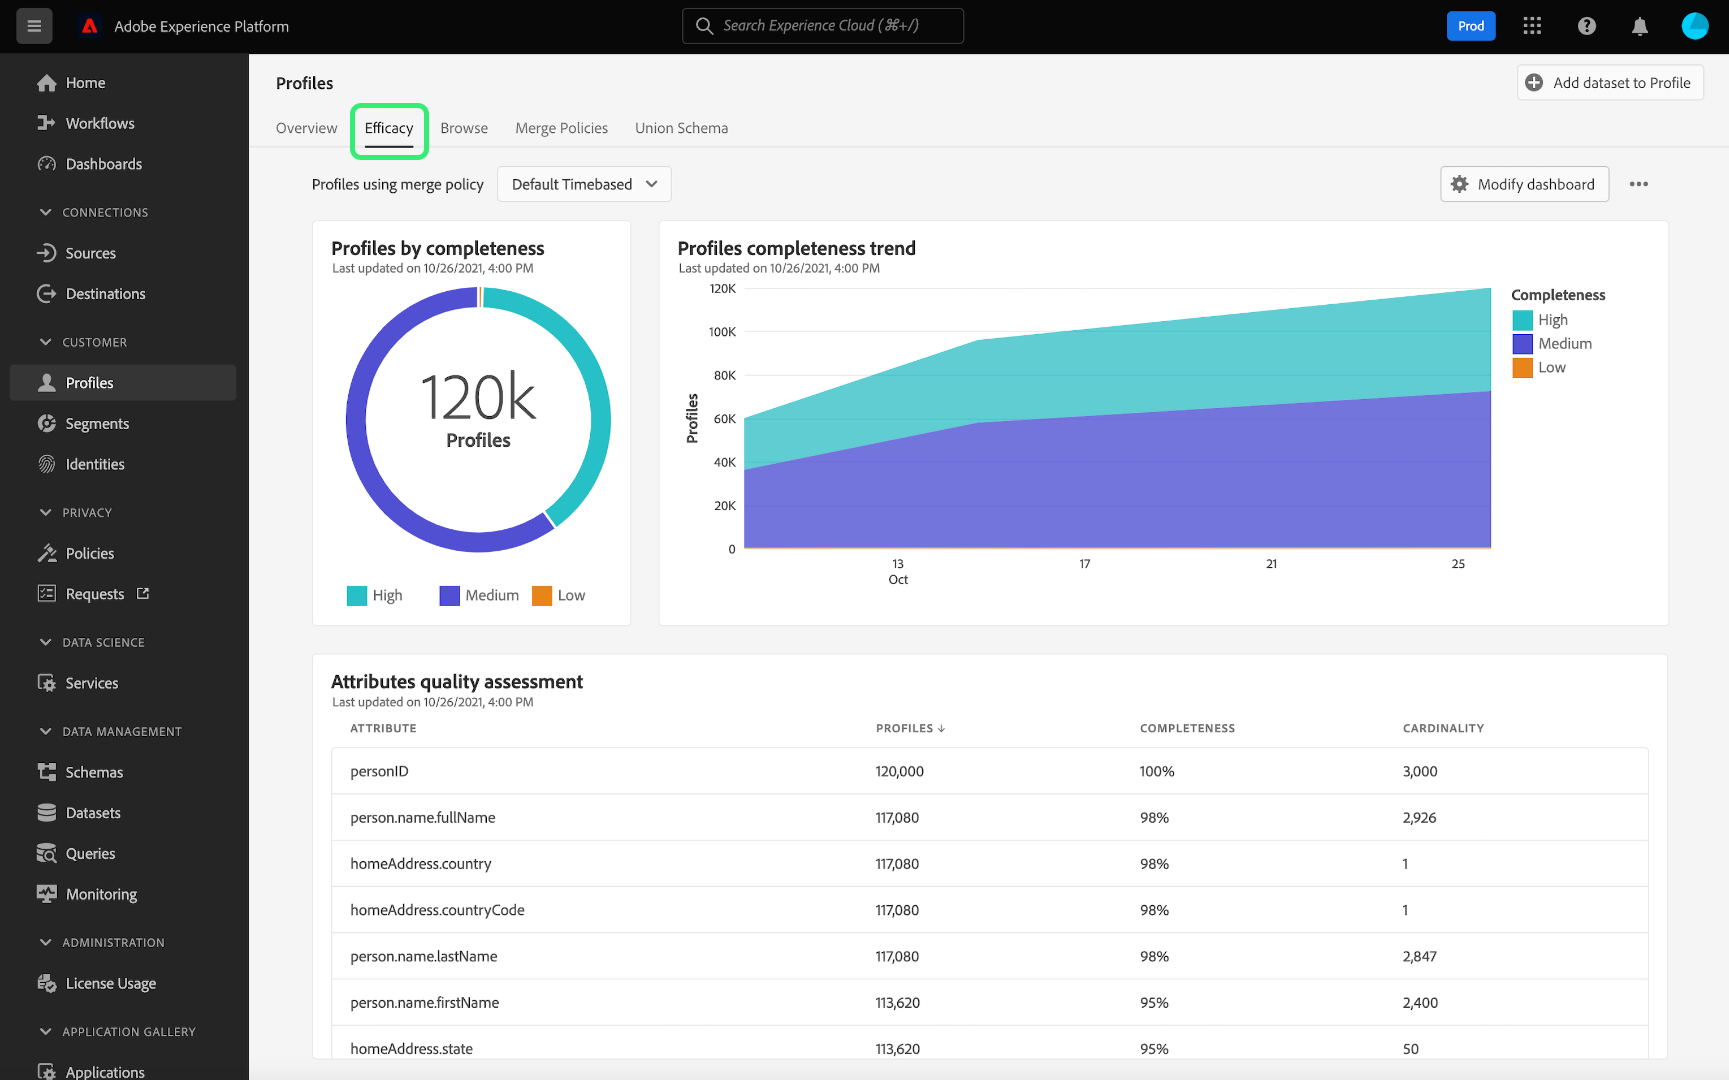 Adobe Experience Platform
Search Experience Cloud (⌘+/)
Prod
Home
Workflows
Dashboards
CONNECTIONS
Sources
Destinations
CUSTOMER
Profiles
Segments
Identities
PRIVACY
Policies
Requests
DATA SCIENCE
Services
DATA MANAGEMENT
Schemas
Datasets
Queries
Monitoring
ADMINISTRATION
License Usage
APPLICATION GALLERY
Applications
Profiles
Add dataset to Profile
Overview Efficacy Browse Merge Policies Union Schema
Profiles using merge policy Default Timebased
Modify dashboard
Profiles by completeness
Last updated on 10/26/2021, 4:00 PM
120k
Profiles
High Medium Low
Profiles completeness trend
Last updated on 10/26/2021, 4:00 PM
Profiles
120K
100K
80K
60K
40K
20K
0
13 17 21 25
Oct
Completeness
High
Medium
Low
Attributes quality assessment
Last updated on 10/26/2021, 4:00 PM
ATTRIBUTE PROFILES ↓ COMPLETENESS CARDINALITY
personID 120,000 100% 3,000
person.name.fullName 117,080 98% 2,926
homeAddress.country 117,080 98% 1
homeAddress.countryCode 117,080 98% 1
person.name.lastName 117,080 98% 2,847
person.name.firstName 113,620 95% 2,400
homeAddress.state 113,620 95% 50